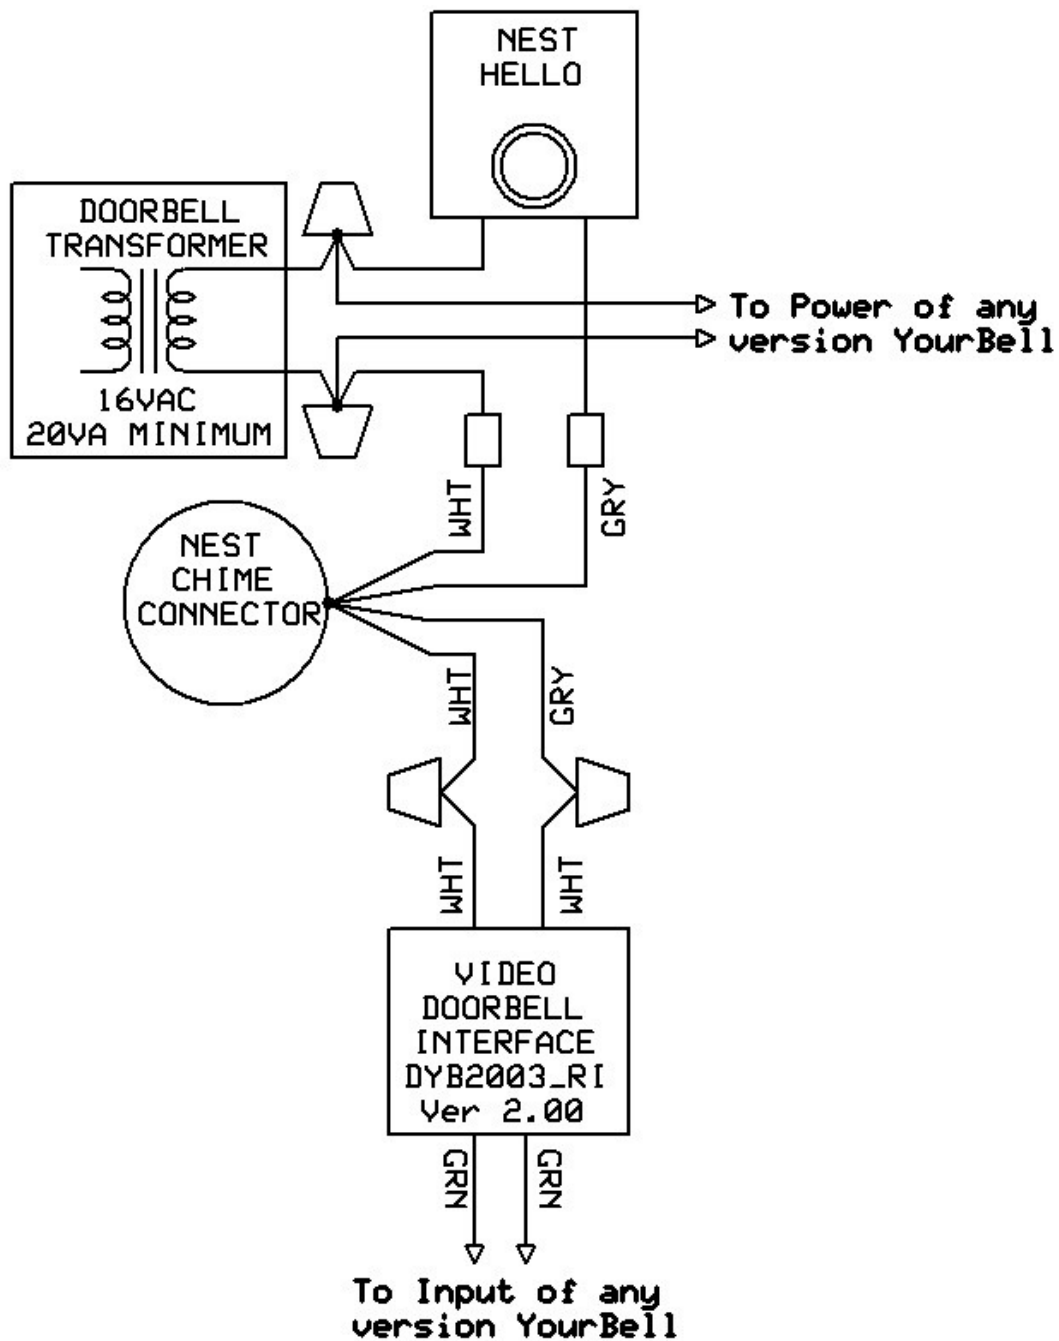 NEST
HELLO
DOORBELL
TRANSFORMER
16VAC
20VA MINIMUM
To Power of any
version YourBell
WHT
GRY
NEST
CHIME
CONNECTOR
WHT
GRY
WHT
WHT
VIDEO
DOORBELL
INTERFACE
DYB2003_RI
Ver 2.00
GRN
GRN
To Input of any
version YourBell